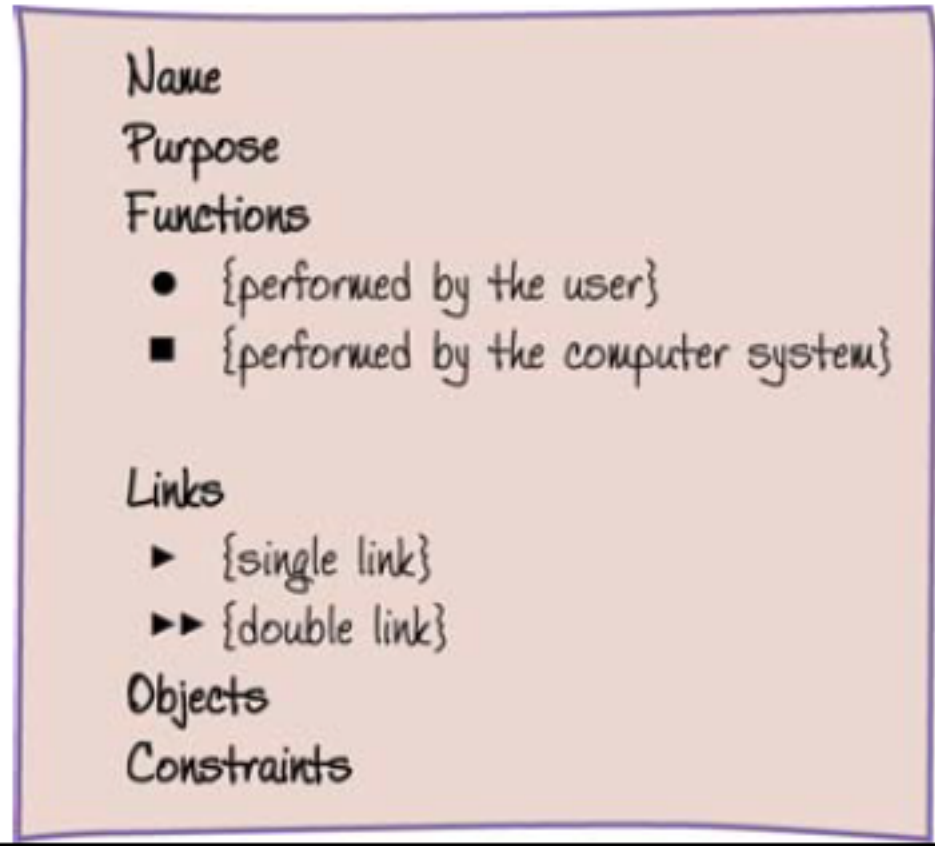 Name
Purpose
Functions
● {performed by the user}
■ {performed by the computer system}
Links
▶ {single link}
▶▶ {double link}
Objects
Constraints